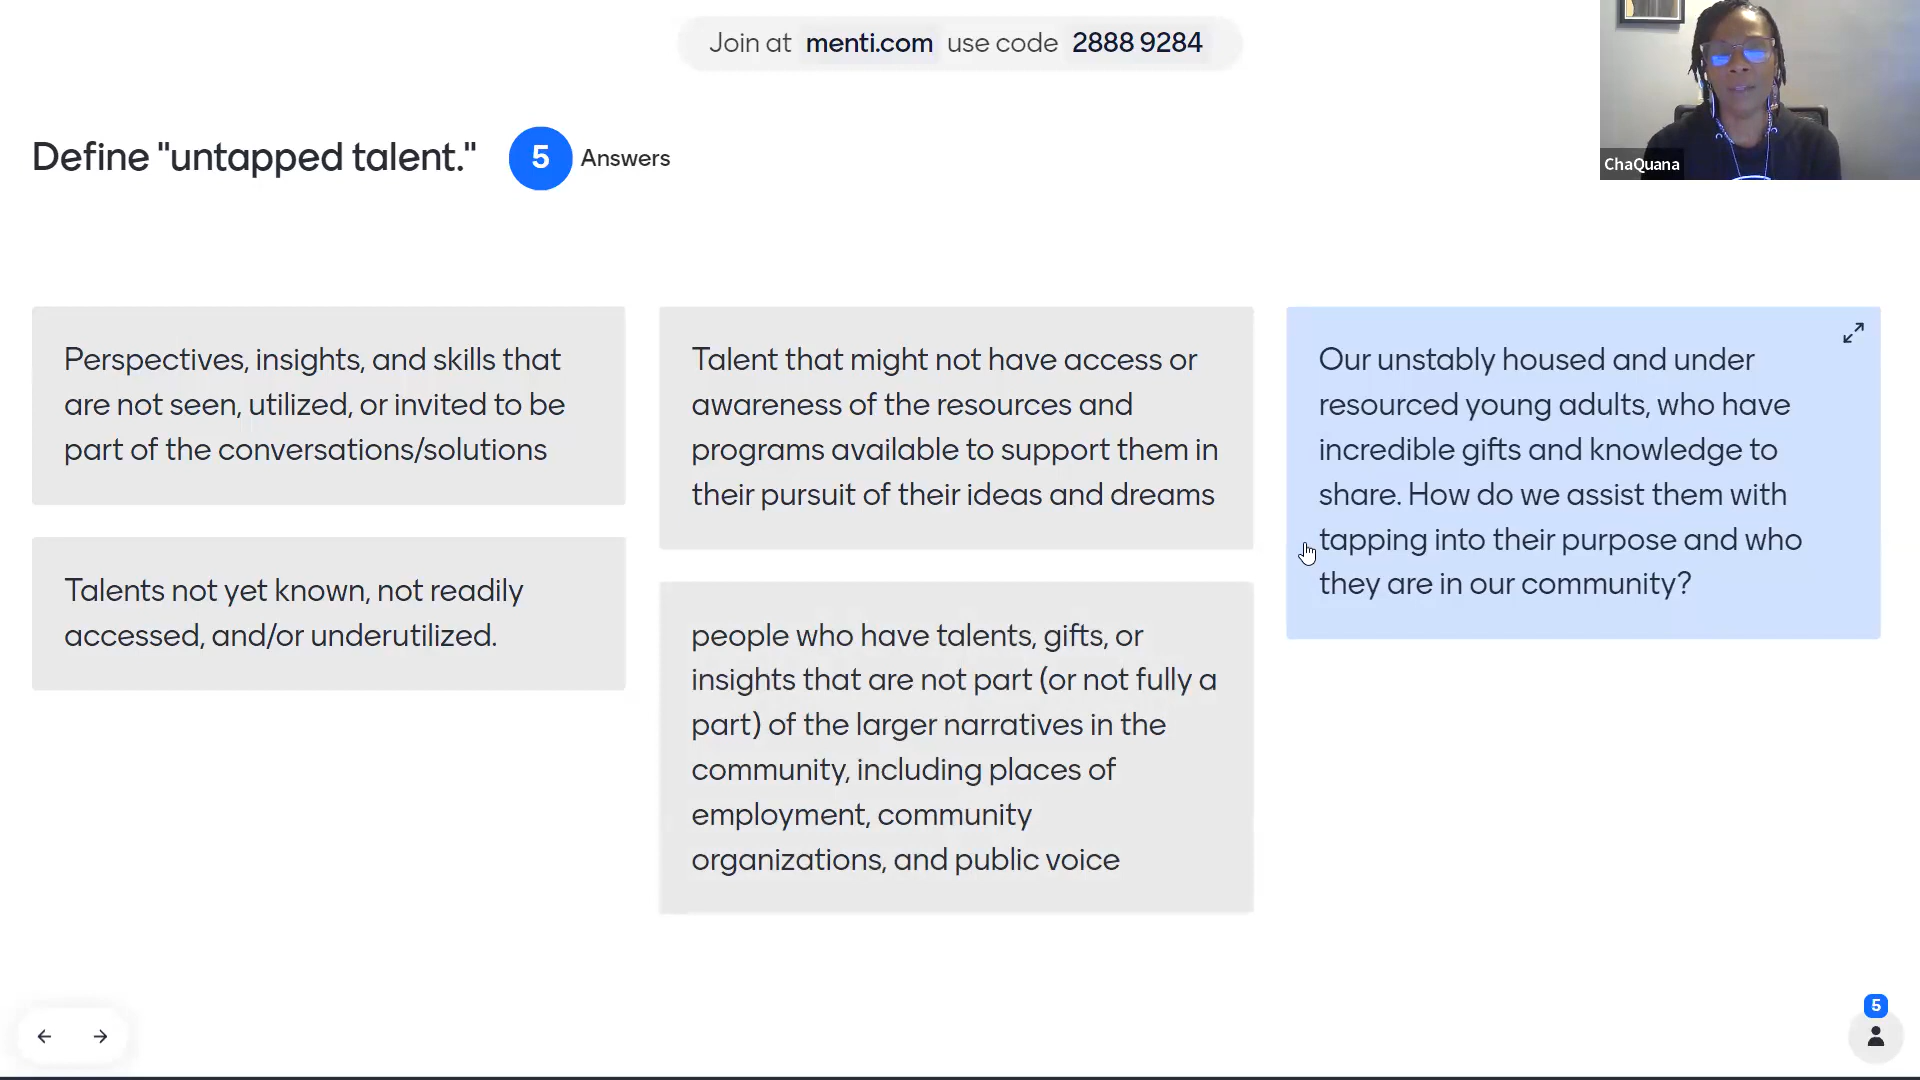 Join at menti.com use code 2888 9284
ChaQuana
Define "untapped talent."
5 Answers
Perspectives, insights, and skills that
are not seen, utilized, or invited to be
part of the conversations/solutions
Talents not yet known, not readily
accessed, and/or underutilized.
Talent that might not have access or
awareness of the resources and
programs available to support them in
their pursuit of their ideas and dreams
people who have talents, gifts, or
insights that are not part (or not fully a
part) of the larger narratives in the
community, including places of
employment, community
organizations, and public voice
Our unstably housed and under
resourced young adults, who have
incredible gifts and knowledge to
share. How do we assist them with
tapping into their purpose and who
they are in our community?
5